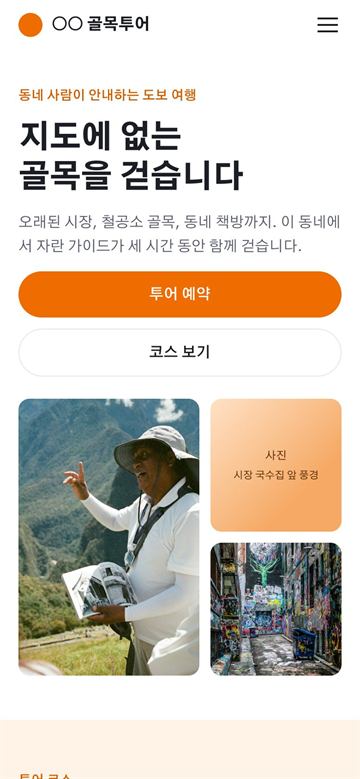 ○○ 골목투어
동네 사람이 안내하는 도보 여행
지도에 없는
골목을 걷습니다
오래된 시장, 철공소 골목, 동네 책방까지. 이 동네에
서 자란 가이드가 세 시간 동안 함께 걷습니다.
투어 예약
코스 보기
사진
시장 국수집 앞 풍경
투어 코스